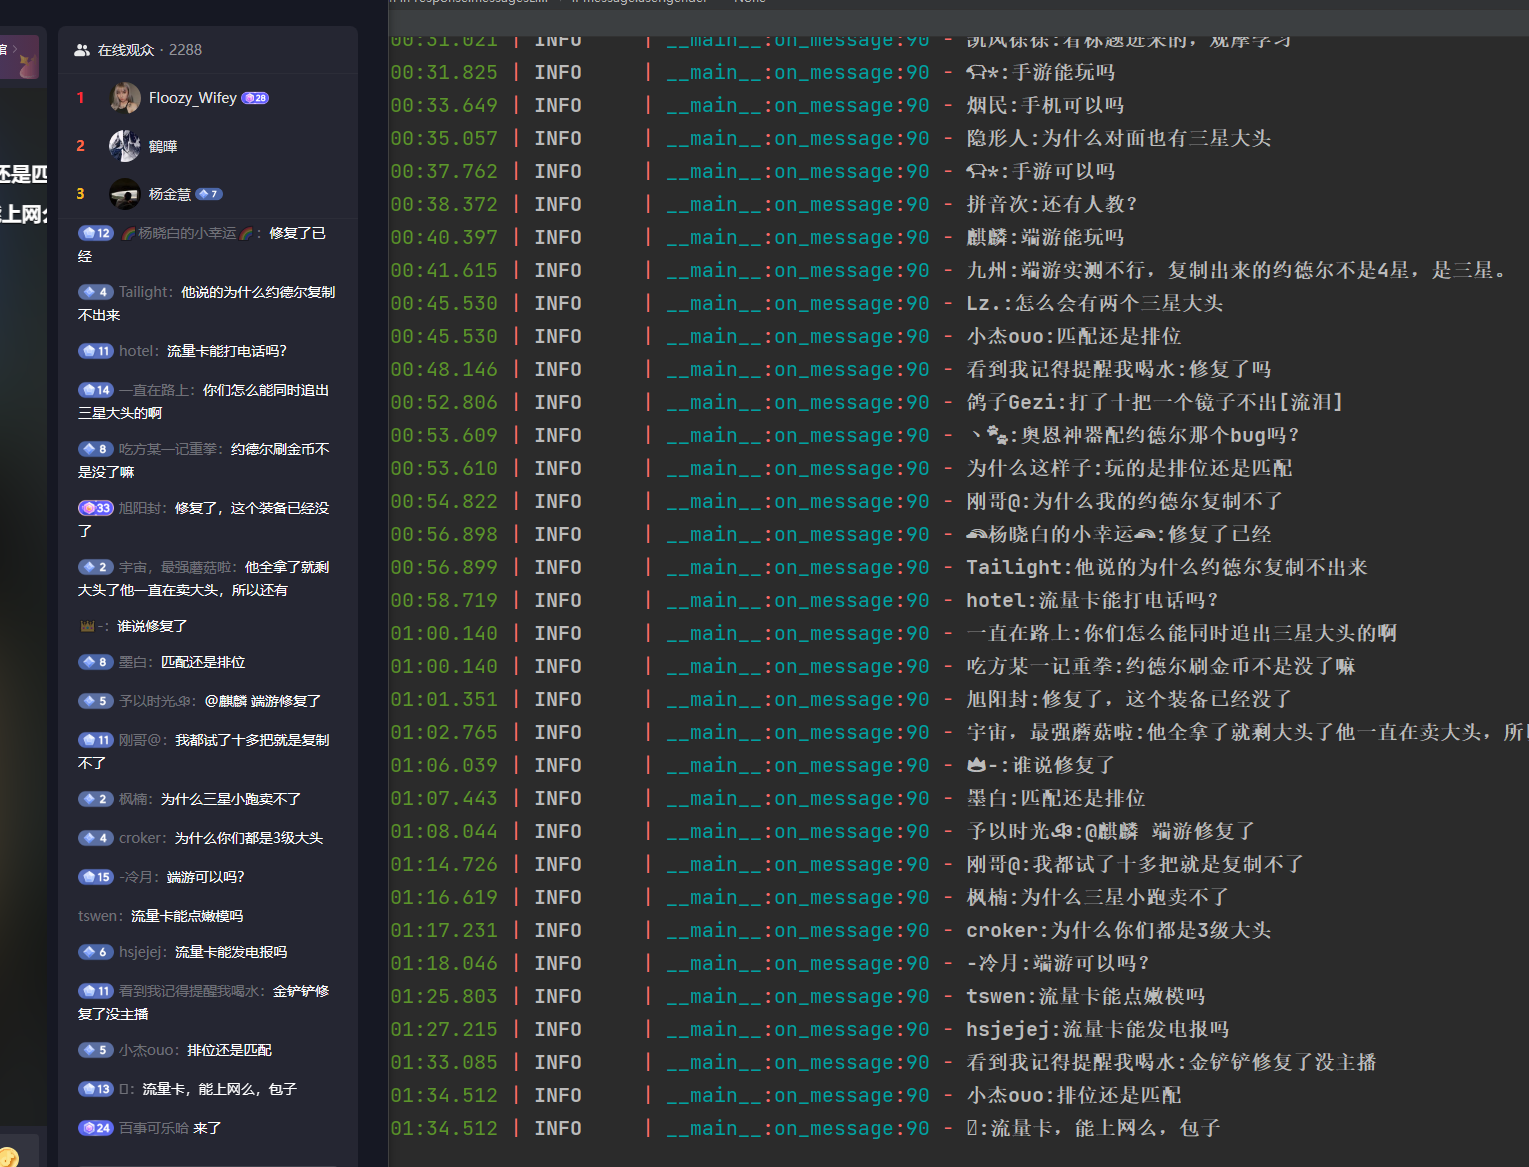 在线观众 · 2288
1 Floozy_Wifey 28
2 鹤曄
3 杨金慧 7
还是匹
上网
12 🌈杨晓白的小幸运🌈：修复了已
经
4 Tailight：他说的为什么约德尔复制
不出来
11 hotel：流量卡能打电话吗？
14 一直在路上：你们怎么能同时追出
三星大头的啊
8 吃方某一记重拳：约德尔刷金币不
是没了嘛
33 旭阳封：修复了，这个装备已经没
了
2 宇宙，最强蘑菇啦：他全拿了就剩
大头了他一直在卖大头，所以还有
👑-：谁说修复了
8 墨白：匹配还是排位
5 予以时光🕉：@麒麟 端游修复了
11 刚哥@：我都试了十多把就是复制
不了
2 枫楠：为什么三星小跑卖不了
4 croker：为什么你们都是3级大头
15 -冷月：端游可以吗？
tswen：流量卡能点嫩模吗
6 hsjejej：流量卡能发电报吗
11 看到我记得提醒我喝水：金铲铲修
复了没主播
5 小杰ouo：排位还是匹配
13 ▯：流量卡，能上网么，包子
24 百事可乐哈 来了
00:31.021 | INFO | __main__:on_message:90 - 凯风徐徐:看标题进来的，观摩学习
00:31.825 | INFO | __main__:on_message:90 - *:手游能玩吗
00:33.649 | INFO | __main__:on_message:90 - 烟民:手机可以吗
00:35.057 | INFO | __main__:on_message:90 - 隐形人:为什么对面也有三星大头
00:37.762 | INFO | __main__:on_message:90 - *:手游可以吗
00:38.372 | INFO | __main__:on_message:90 - 拼音次:还有人教？
00:40.397 | INFO | __main__:on_message:90 - 麒麟:端游能玩吗
00:41.615 | INFO | __main__:on_message:90 - 九州:端游实测不行，复制出来的约德尔不是4星，是三星。
00:45.530 | INFO | __main__:on_message:90 - Lz.:怎么会有两个三星大头
00:45.530 | INFO | __main__:on_message:90 - 小杰ouo:匹配还是排位
00:48.146 | INFO | __main__:on_message:90 - 看到我记得提醒我喝水:修复了吗
00:52.806 | INFO | __main__:on_message:90 - 鸽子Gezi:打了十把一个镜子不出[流泪]
00:53.609 | INFO | __main__:on_message:90 - 丶🐾:奥恩神器配约德尔那个bug吗？
00:53.610 | INFO | __main__:on_message:90 - 为什么这样子:玩的是排位还是匹配
00:54.822 | INFO | __main__:on_message:90 - 刚哥@:为什么我的约德尔复制不了
00:56.898 | INFO | __main__:on_message:90 - 🌈杨晓白的小幸运🌈:修复了已经
00:56.899 | INFO | __main__:on_message:90 - Tailight:他说的为什么约德尔复制不出来
00:58.719 | INFO | __main__:on_message:90 - hotel:流量卡能打电话吗？
01:00.140 | INFO | __main__:on_message:90 - 一直在路上:你们怎么能同时追出三星大头的啊
01:00.140 | INFO | __main__:on_message:90 - 吃方某一记重拳:约德尔刷金币不是没了嘛
01:01.351 | INFO | __main__:on_message:90 - 旭阳封:修复了，这个装备已经没了
01:02.765 | INFO | __main__:on_message:90 - 宇宙，最强蘑菇啦:他全拿了就剩大头了他一直在卖大头，所
01:06.039 | INFO | __main__:on_message:90 - 👑-:谁说修复了
01:07.443 | INFO | __main__:on_message:90 - 墨白:匹配还是排位
01:08.044 | INFO | __main__:on_message:90 - 予以时光🕉:@麒麟 端游修复了
01:14.726 | INFO | __main__:on_message:90 - 刚哥@:我都试了十多把就是复制不了
01:16.619 | INFO | __main__:on_message:90 - 枫楠:为什么三星小跑卖不了
01:17.231 | INFO | __main__:on_message:90 - croker:为什么你们都是3级大头
01:18.046 | INFO | __main__:on_message:90 - -冷月:端游可以吗？
01:25.803 | INFO | __main__:on_message:90 - tswen:流量卡能点嫩模吗
01:27.215 | INFO | __main__:on_message:90 - hsjejej:流量卡能发电报吗
01:33.085 | INFO | __main__:on_message:90 - 看到我记得提醒我喝水:金铲铲修复了没主播
01:34.512 | INFO | __main__:on_message:90 - 小杰ouo:排位还是匹配
01:34.512 | INFO | __main__:on_message:90 - ▯:流量卡，能上网么，包子